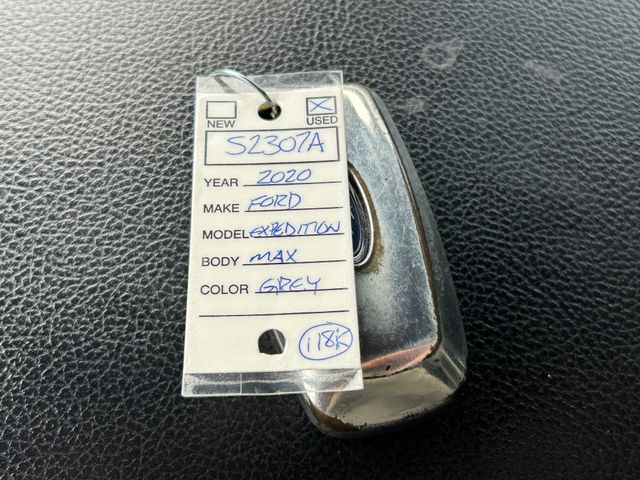 NEW USED
S2307A
YEAR 2020
MAKE FORD
MODEL EXPEDITION
BODY MAX
COLOR GREY
118K